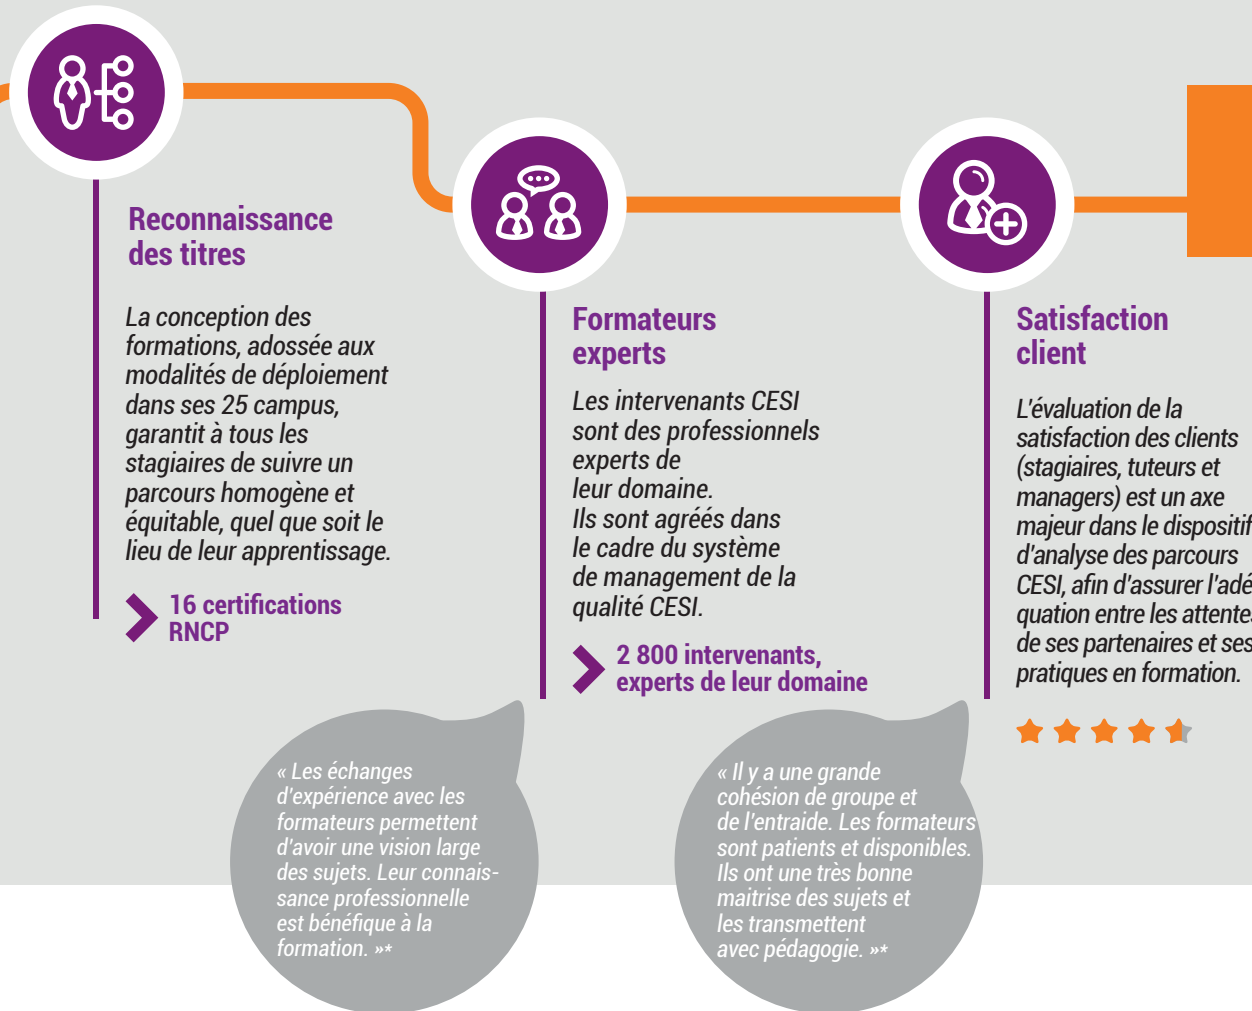 Reconnaissance
des titres
La conception des
formations, adossée aux
modalités de déploiement
dans ses 25 campus,
garantit à tous les
stagiaires de suivre un
parcours homogène et
équitable, quel que soit le
lieu de leur apprentissage.
16 certifications
RNCP
Formateurs
experts
Les intervenants CESI
sont des professionnels
experts de
leur domaine.
Ils sont agréés dans
le cadre du système
de management de la
qualité CESI.
2 800 intervenants,
experts de leur domaine
Satisfaction
client
L'évaluation de la
satisfaction des clients
(stagiaires, tuteurs et
managers) est un axe
majeur dans le dispositif
d'analyse des parcours
CESI, afin d'assurer l'adé
quation entre les attentes
de ses partenaires et ses
pratiques en formation.
« Les échanges
d'expérience avec les
formateurs permettent
d'avoir une vision large
des sujets. Leur connais-
sance professionnelle
est bénéfique à la
formation. »*
« Il y a une grande
cohésion de groupe et
de l'entraide. Les formateurs
sont patients et disponibles.
Ils ont une très bonne
maitrise des sujets et
les transmettent
avec pédagogie. »*